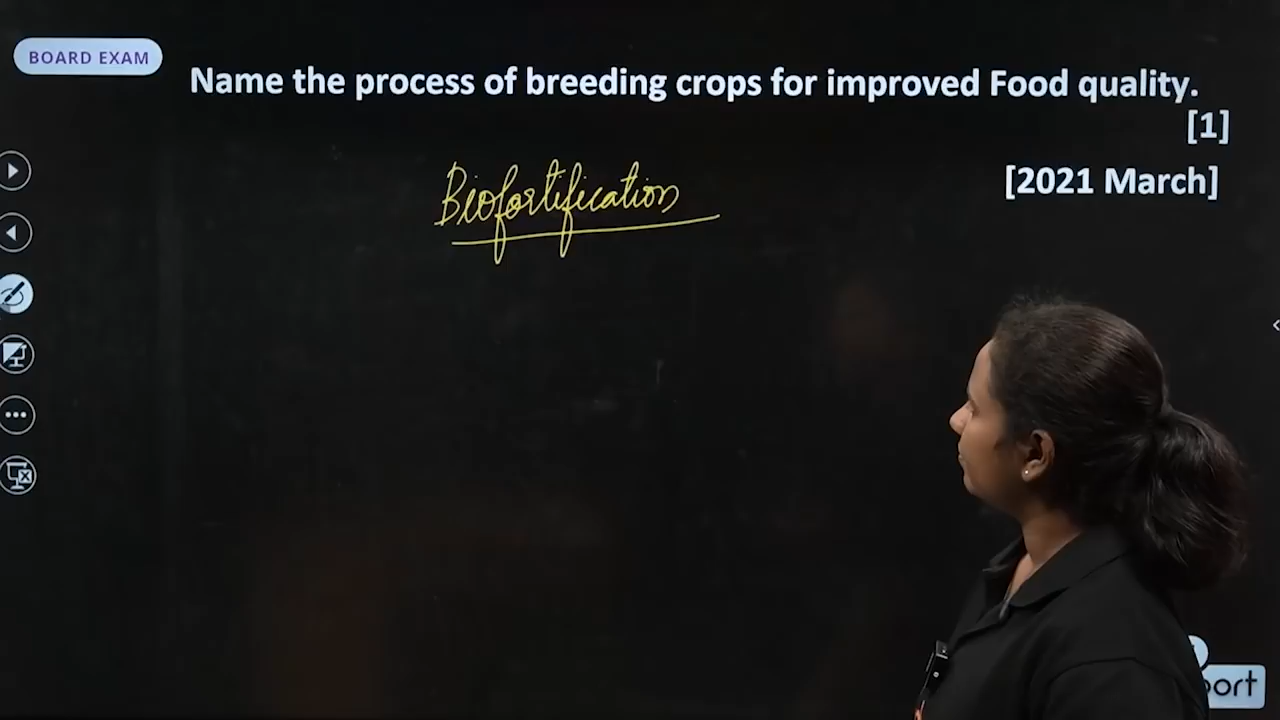 BOARD EXAM
Name the process of breeding crops for improved Food quality.
[1]
[2021 March]
Biofortification